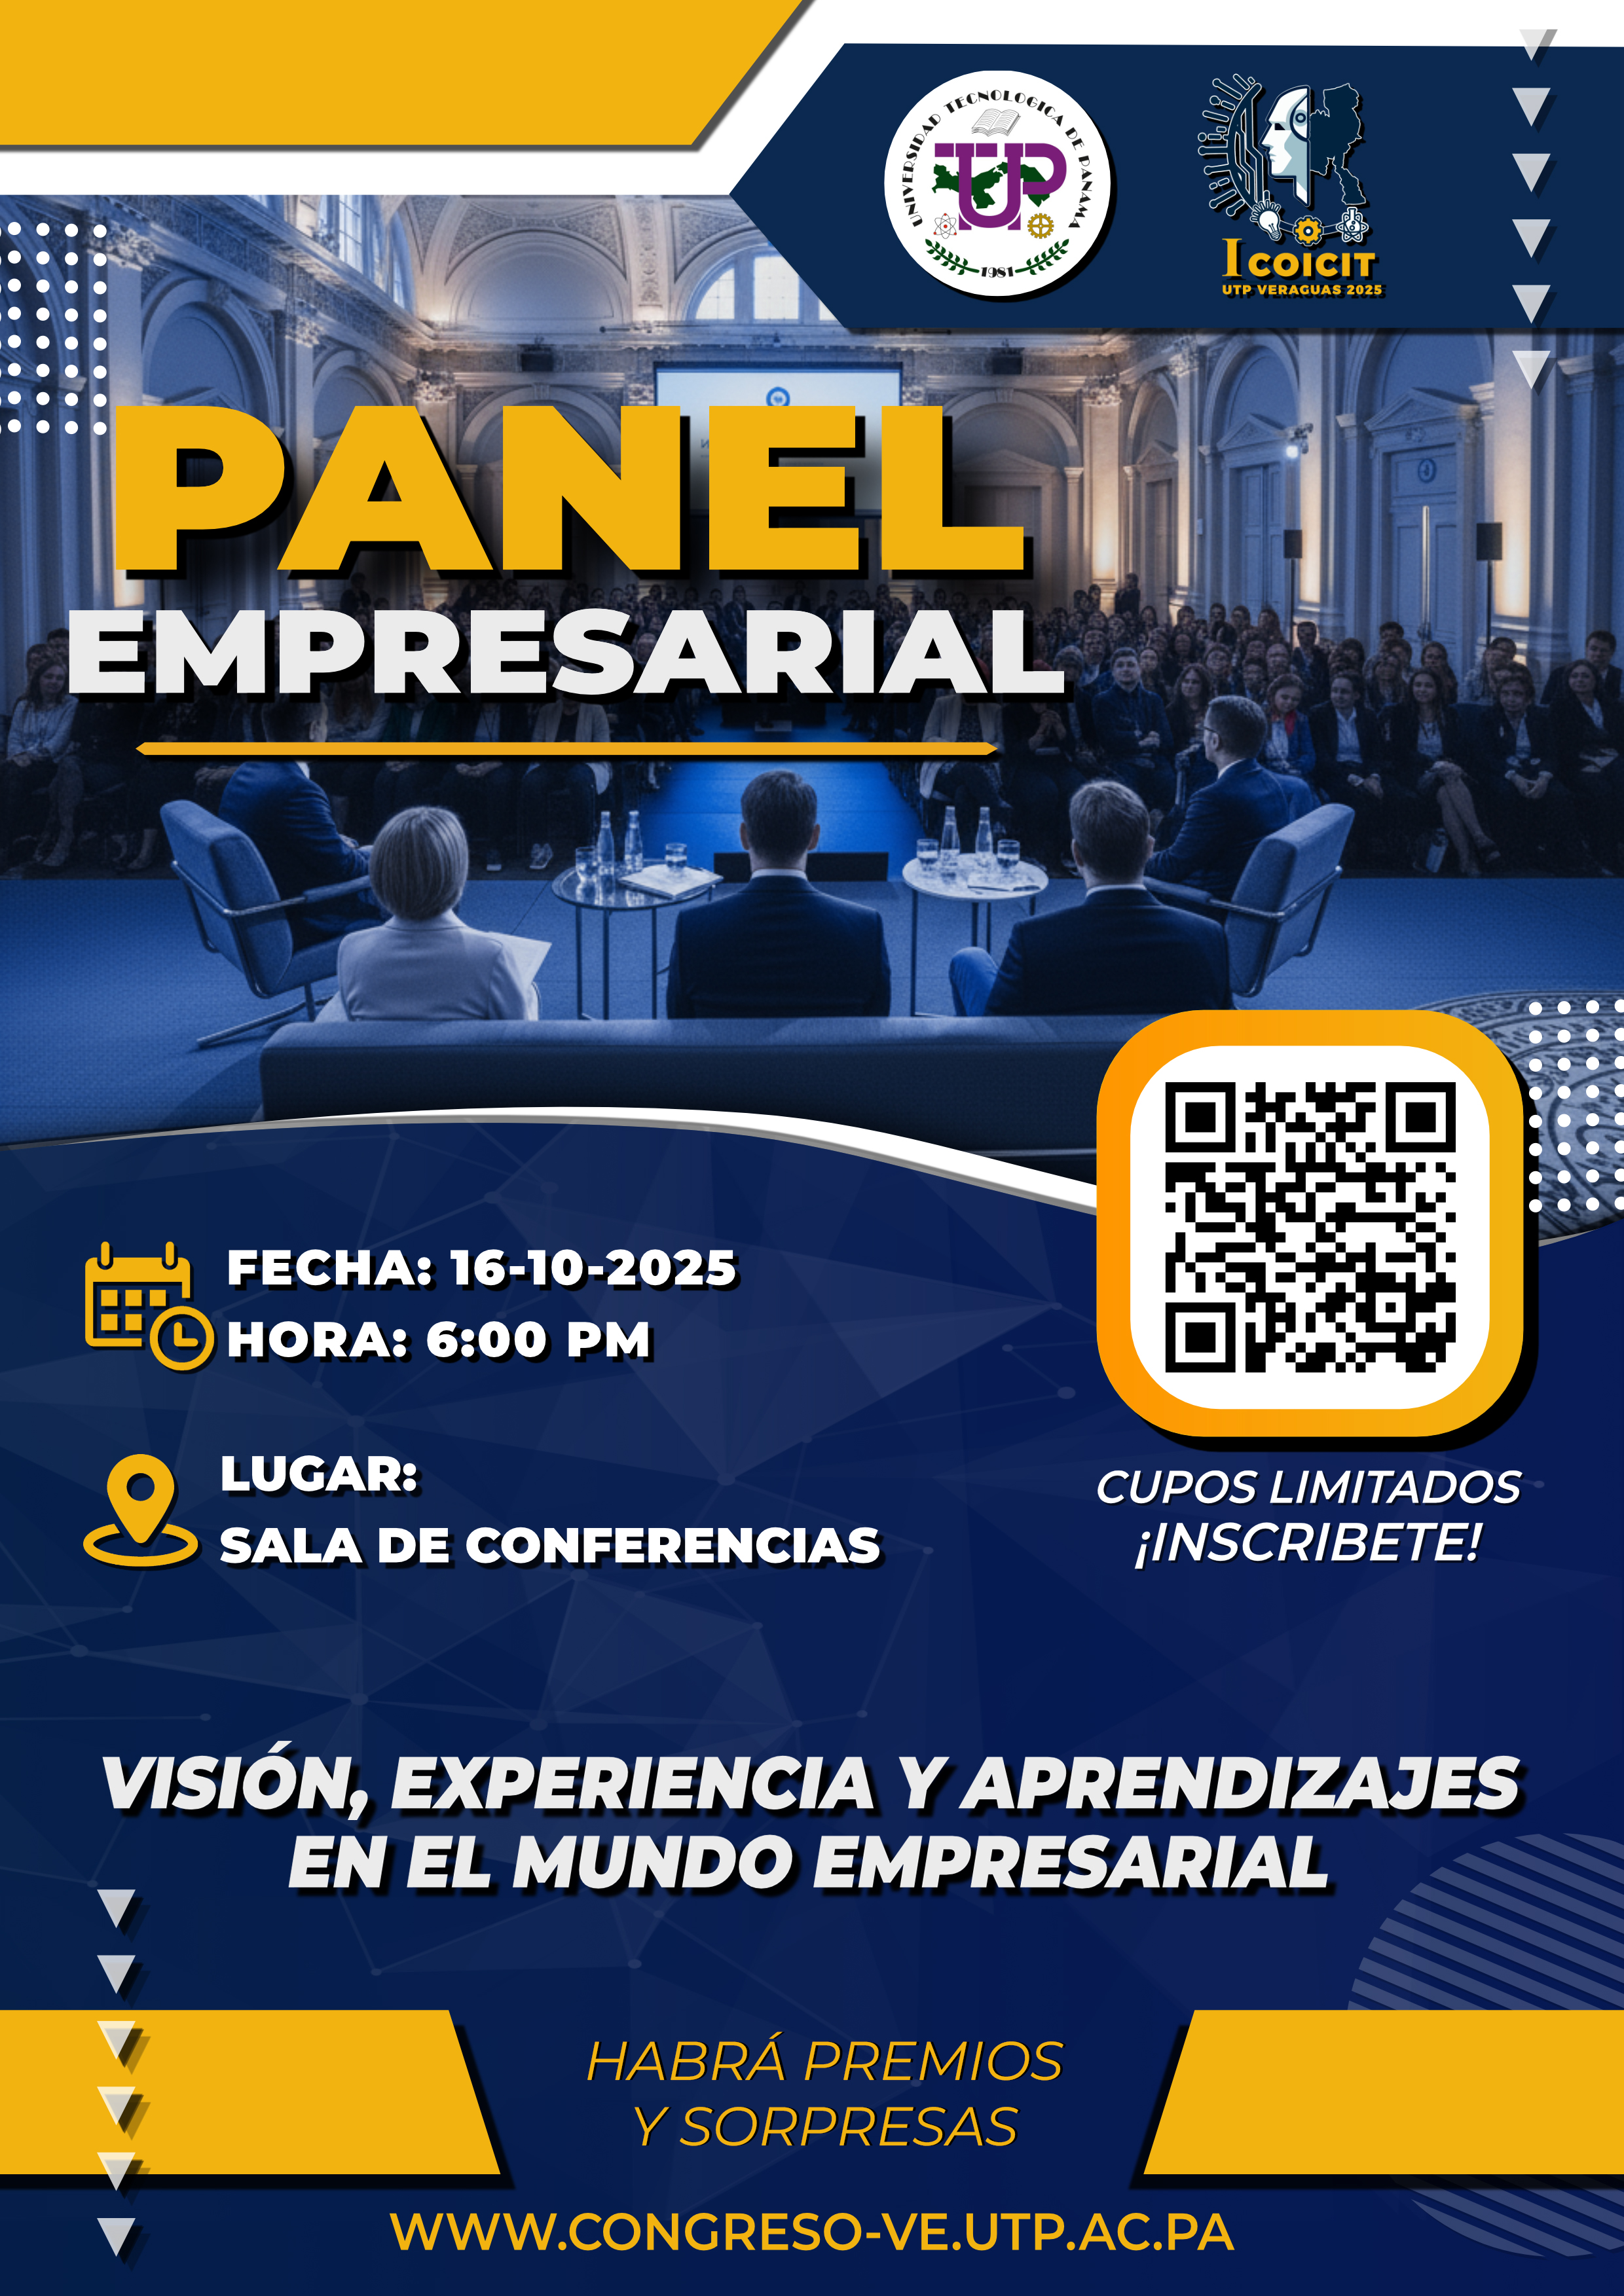 UNIVERSIDAD TECNOLOGICA DE PANAMA
UTP
1981
I COICIT
UTP VERAGUAS 2025
PANEL
EMPRESARIAL
FECHA: 16-10-2025
HORA: 6:00 PM
LUGAR:
SALA DE CONFERENCIAS
CUPOS LIMITADOS
¡INSCRIBETE!
VISIÓN, EXPERIENCIA Y APRENDIZAJES
EN EL MUNDO EMPRESARIAL
HABRÁ PREMIOS
Y SORPRESAS
WWW.CONGRESO-VE.UTP.AC.PA